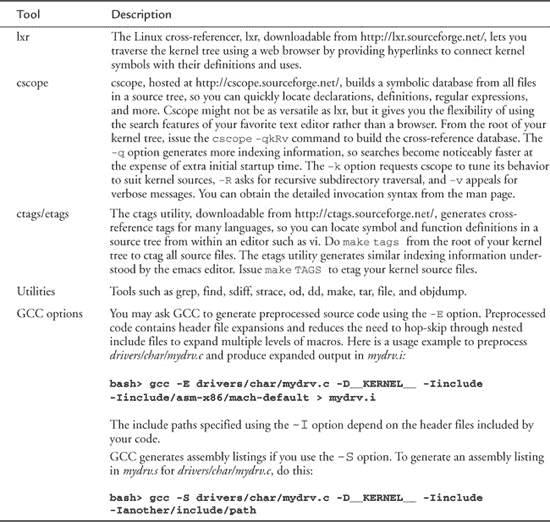 Tool Description
lxr The Linux cross-referencer, lxr, downloadable from http://lxr.sourceforge.net/, lets you
traverse the kernel tree using a web browser by providing hyperlinks to connect kernel
symbols with their definitions and uses.
cscope cscope, hosted at http://cscope.sourceforge.net/, builds a symbolic database from all files
in a source tree, so you can quickly locate declarations, definitions, regular expressions,
and more. Cscope might not be as versatile as lxr, but it gives you the flexibility of using
the search features of your favorite text editor rather than a browser. From the root of your
kernel tree, issue the cscope -qkRv command to build the cross-reference database. The
-q option generates more indexing information, so searches become noticeably faster at
the expense of extra initial startup time. The -k option requests cscope to tune its behavior
to suit kernel sources, -R asks for recursive subdirectory traversal, and -v appeals for
verbose messages. You can obtain the detailed invocation syntax from the man page.
ctags/etags The ctags utility, downloadable from http://ctags.sourceforge.net/, generates cross-
reference tags for many languages, so you can locate symbol and function definitions in a
source tree from within an editor such as vi. Do make tags from the root of your kernel
tree to ctag all source files. The etags utility generates similar indexing information under-
stood by the emacs editor. Issue make TAGS to etag your kernel source files.
Utilities Tools such as grep, find, sdiff, strace, od, dd, make, tar, file, and objdump.
GCC options You may ask GCC to generate preprocessed source code using the -E option. Preprocessed
code contains header file expansions and reduces the need to hop-skip through nested
include files to expand multiple levels of macros. Here is a usage example to preprocess
drivers/char/mydrv.c and produce expanded output in mydrv.i:
bash> gcc -E drivers/char/mydrv.c -D__KERNEL__ -Iinclude
-Iinclude/asm-x86/mach-default > mydrv.i
The include paths specified using the -I option depend on the header files included by
your code.
GCC generates assembly listings if you use the -S option. To generate an assembly listing
in mydrv.s for drivers/char/mydrv.c, do this:
bash> gcc -S drivers/char/mydrv.c -D__KERNEL__ -Iinclude
-Ianother/include/path